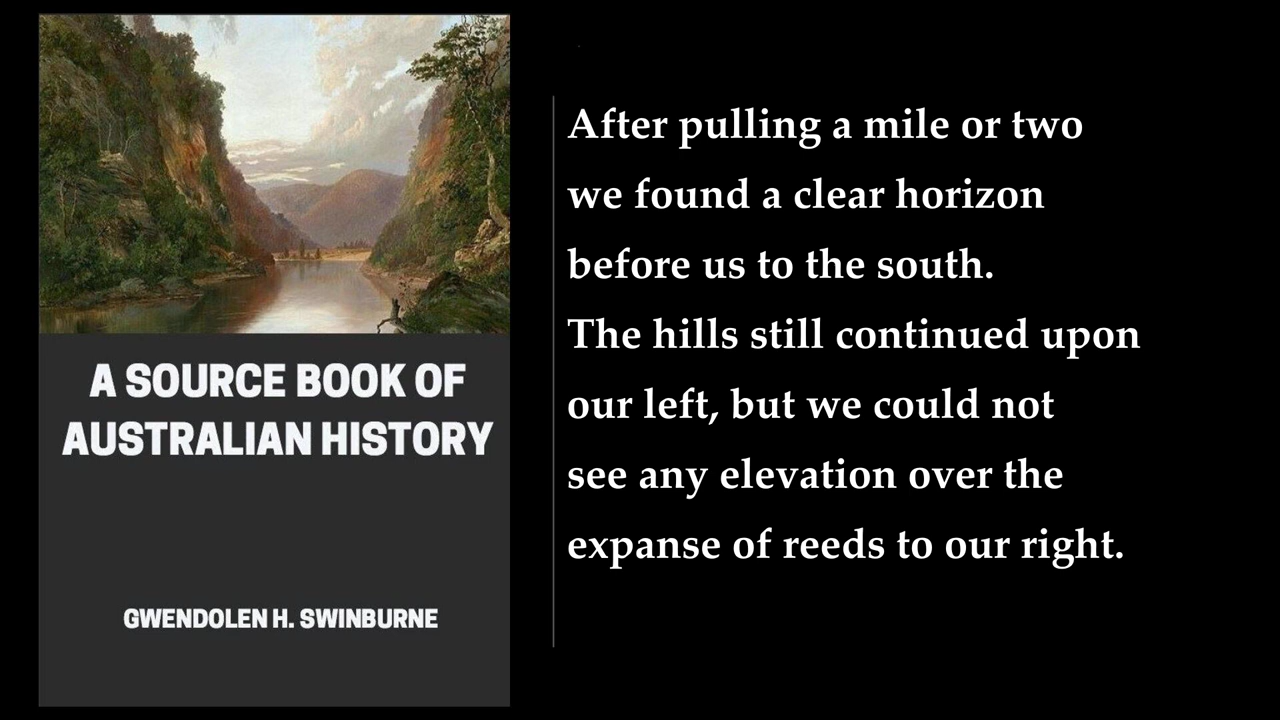 A SOURCE BOOK OF
AUSTRALIAN HISTORY
GWENDOLEN H. SWINBURNE
After pulling a mile or two
we found a clear horizon
before us to the south.
The hills still continued upon
our left, but we could not
see any elevation over the
expanse of reeds to our right.